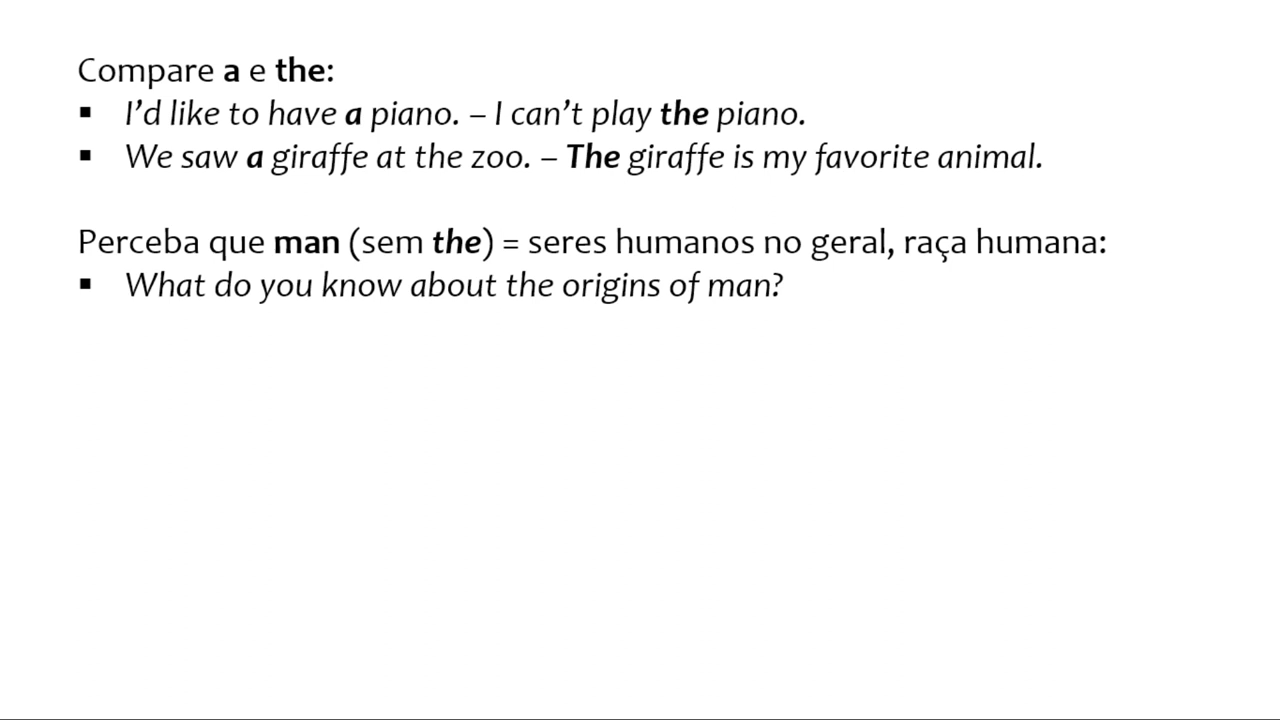 Compare a e the:
▪ I’d like to have a piano. – I can’t play the piano.
▪ We saw a giraffe at the zoo. – The giraffe is my favorite animal.
Perceba que man (sem the) = seres humanos no geral, raça humana:
▪ What do you know about the origins of man?